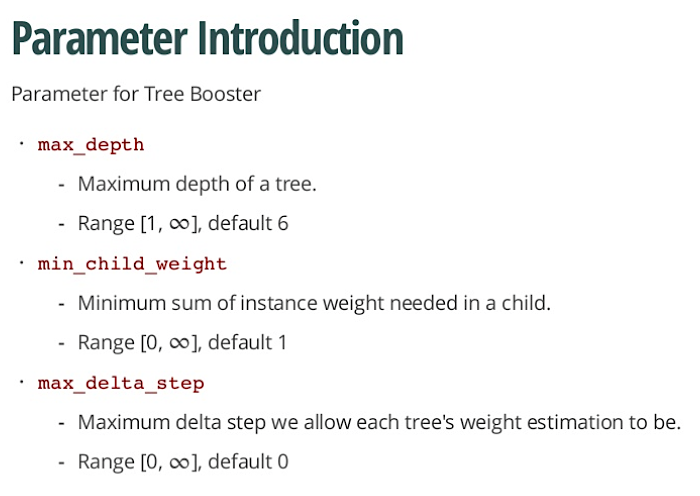 Parameter Introduction
Parameter for Tree Booster
· max_depth
- Maximum depth of a tree.
- Range [1, ∞], default 6
· min_child_weight
- Minimum sum of instance weight needed in a child.
- Range [0, ∞], default 1
· max_delta_step
- Maximum delta step we allow each tree's weight estimation to be.
- Range [0, ∞], default 0